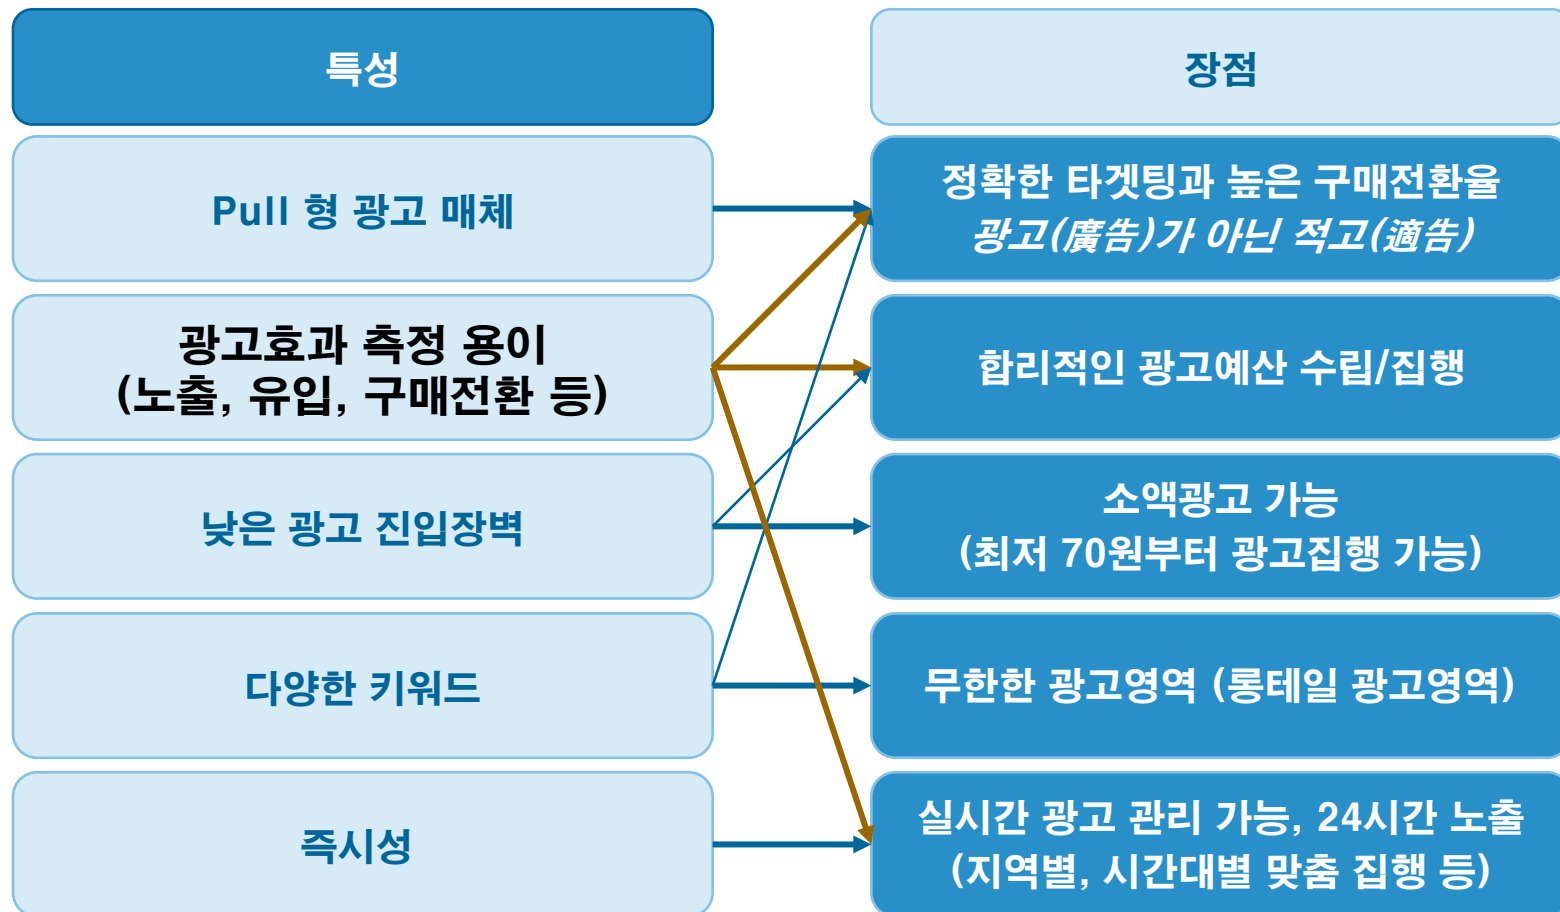 특성
장점
Pull 형 광고 매체
정확한 타겟팅과 높은 구매전환율
광고(廣告)가 아닌 적고(適告)
광고효과 측정 용이
(노출, 유입, 구매전환 등)
합리적인 광고예산 수립/집행
낮은 광고 진입장벽
소액광고 가능
(최저 70원부터 광고집행 가능)
다양한 키워드
무한한 광고영역 (롱테일 광고영역)
즉시성
실시간 광고 관리 가능, 24시간 노출
(지역별, 시간대별 맞춤 집행 등)